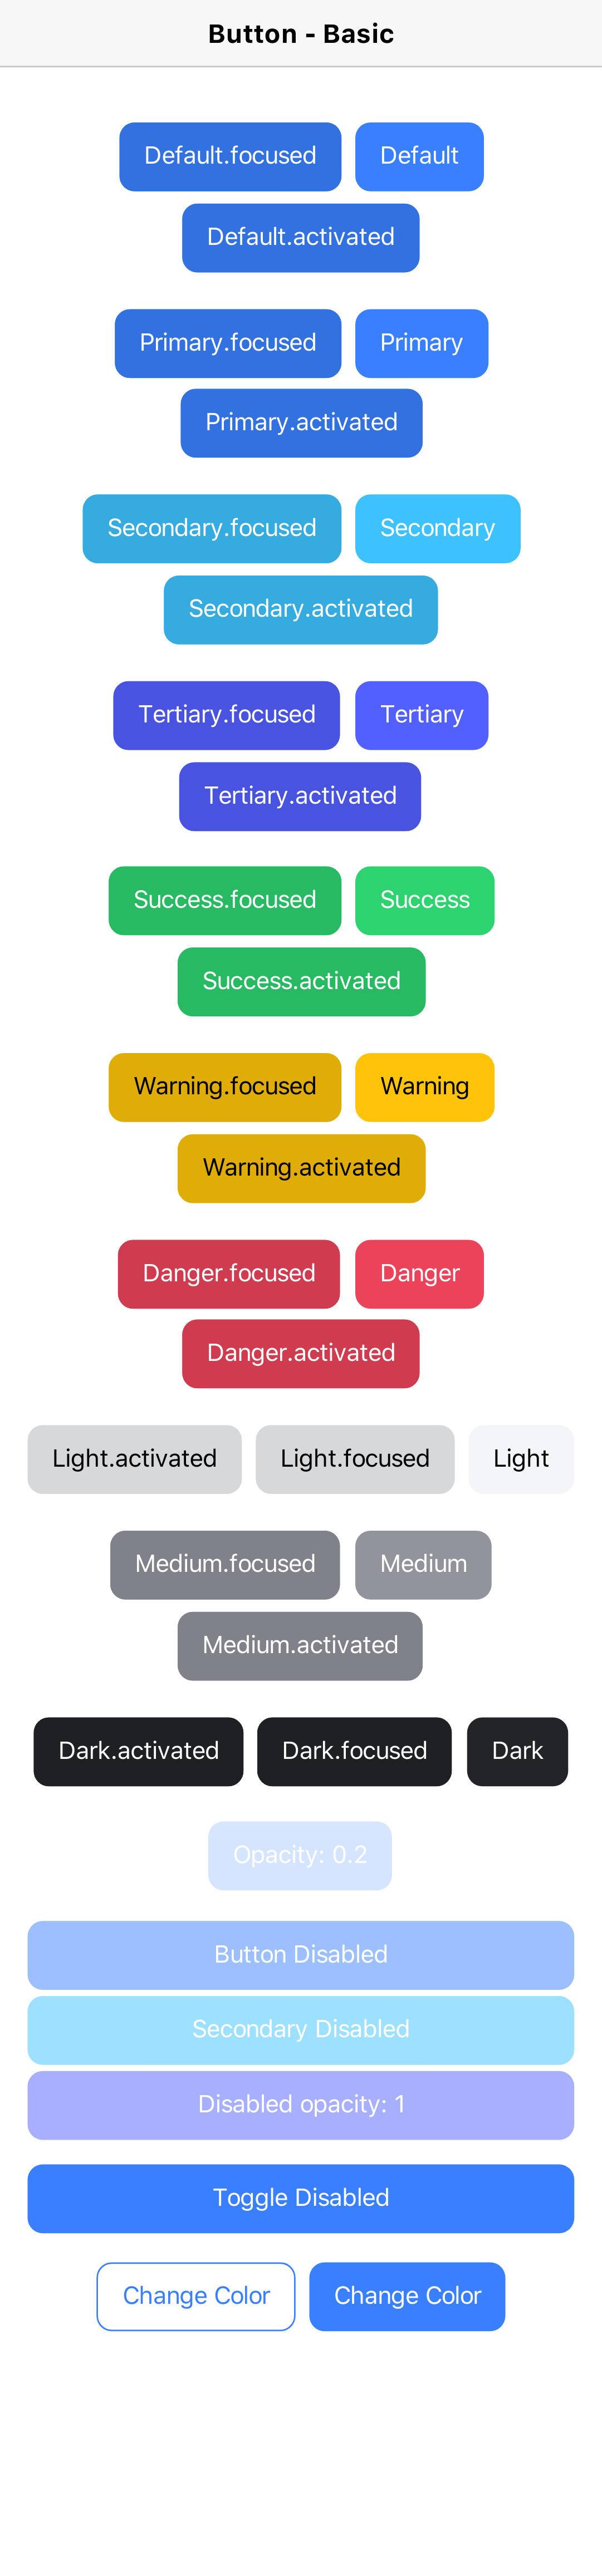 Button - Basic
Default.focused Default
Default.activated
Primary.focused Primary
Primary.activated
Secondary.focused Secondary
Secondary.activated
Tertiary.focused Tertiary
Tertiary.activated
Success.focused Success
Success.activated
Warning.focused Warning
Warning.activated
Danger.focused Danger
Danger.activated
Light.activated Light.focused Light
Medium.focused Medium
Medium.activated
Dark.activated Dark.focused Dark
Opacity: 0.2
Button Disabled
Secondary Disabled
Disabled opacity: 1
Toggle Disabled
Change Color Change Color